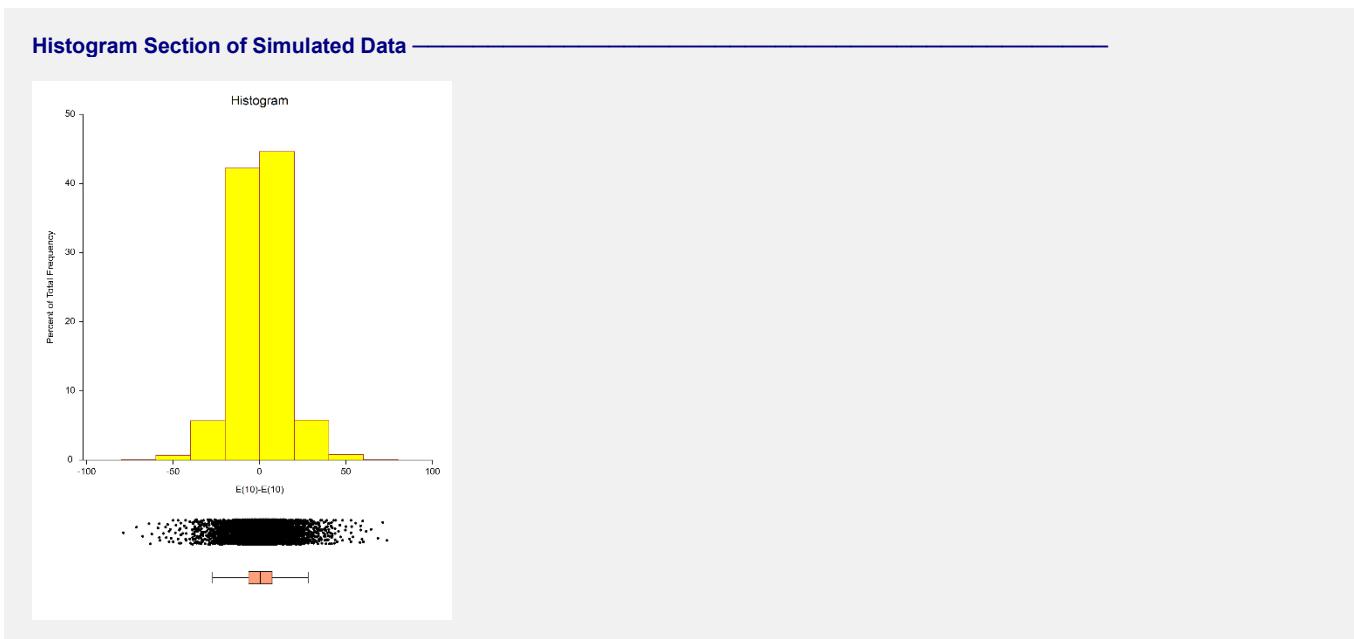 Histogram Section of Simulated Data
Histogram
50
40
30
20
10
0
Percent of Total Frequency
-100 -50 0 50 100
E(10)-E(10)